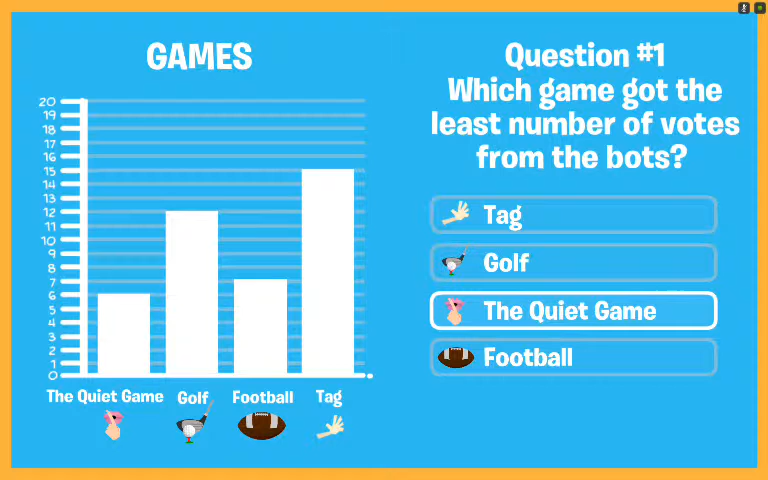 GAMES
20
19
18
17
16
15
14
13
12
11
10
9
8
7
6
5
4
3
2
1
0
The Quiet Game
Golf
Football
Tag
Question #1
Which game got the
least number of votes
from the bots?
Tag
Golf
The Quiet Game
Football